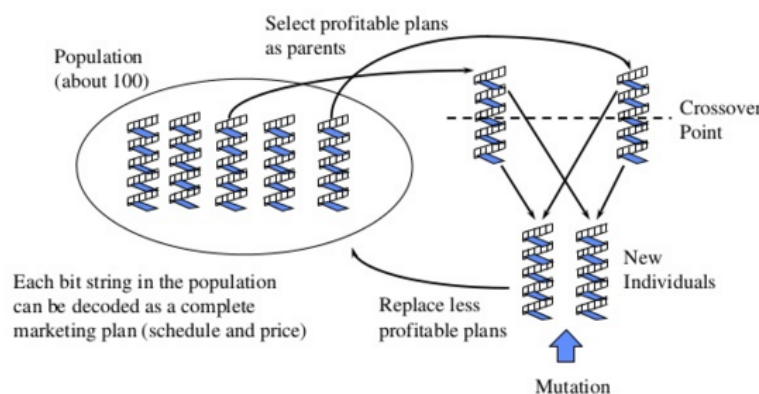 Select profitable plans
as parents
Population
(about 100)
Crossover
Point
New
Individuals
Each bit string in the population
can be decoded as a complete
marketing plan (schedule and price)
Replace less
profitable plans
Mutation